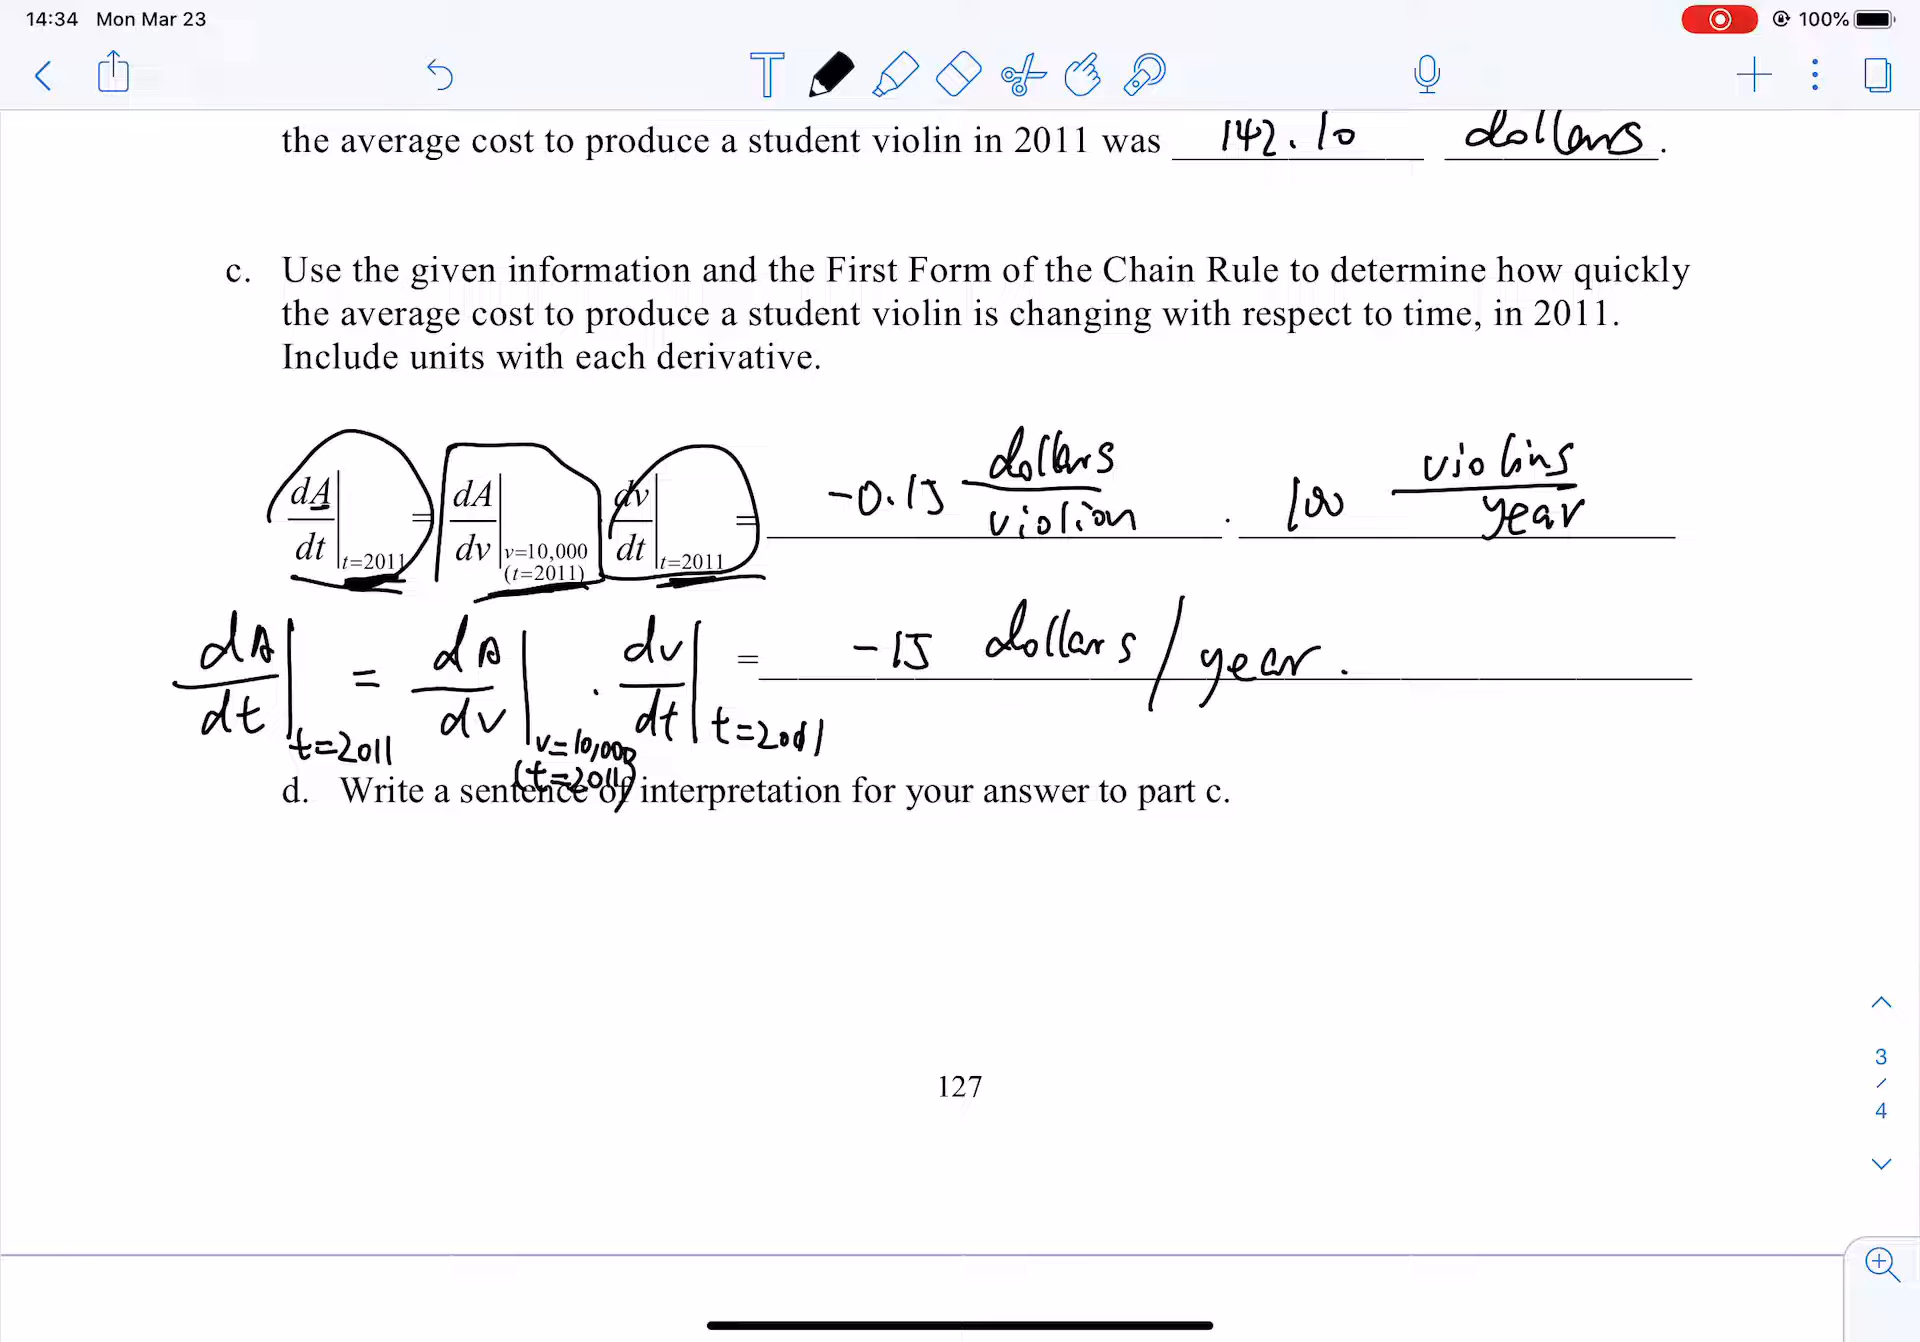 14:34 Mon Mar 23 100%
the average cost to produce a student violin in 2011 was 142.10 dollars.
c. Use the given information and the First Form of the Chain Rule to determine how quickly
the average cost to produce a student violin is changing with respect to time, in 2011.
Include units with each derivative.
dA/dt|t=2011 = dA/dv|v=10,000 (t=2011) dv/dt|t=2011 = -0.15 dollars/violion · 100 violins/year
dA/dt|t=2011 = dA/dv|v=10,000 (t=2011) · dv/dt|t=2011 = -15 dollars/year.
d. Write a sentence of interpretation for your answer to part c.
127
3
/
4